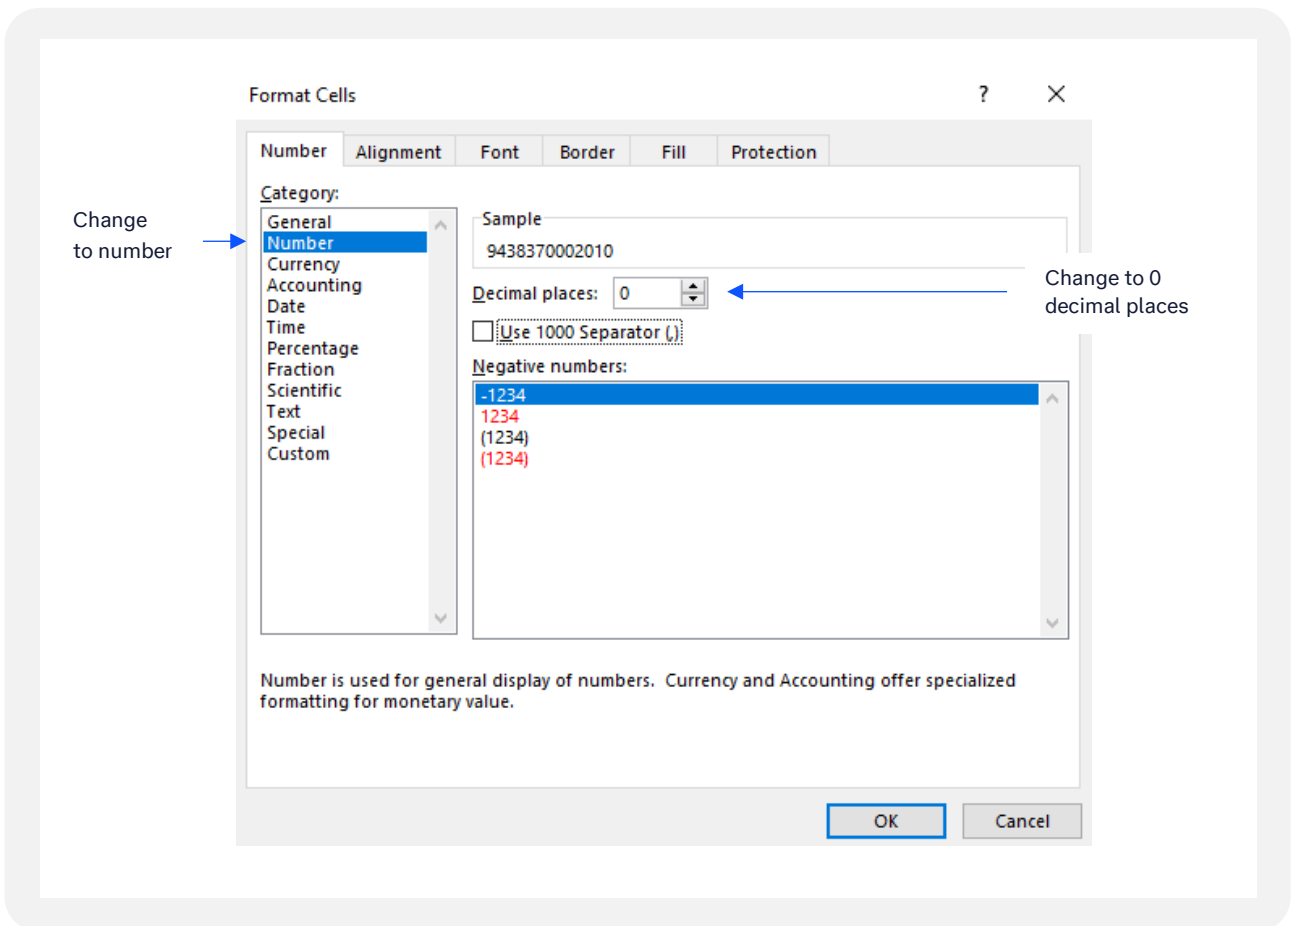 Format Cells
?
Number
Alignment
Font
Border
Fill
Protection
Category:
Change
to number
General
Number
Currency
Accounting
Date
Time
Percentage
Fraction
Scientific
Text
Special
Custom
Sample
9438370002010
Decimal places: 0
Change to 0
decimal places
Use 1000 Separator (,)
Negative numbers:
-1234
1234
(1234)
(1234)
Number is used for general display of numbers.  Currency and Accounting offer specialized
formatting for monetary value.
OK
Cancel